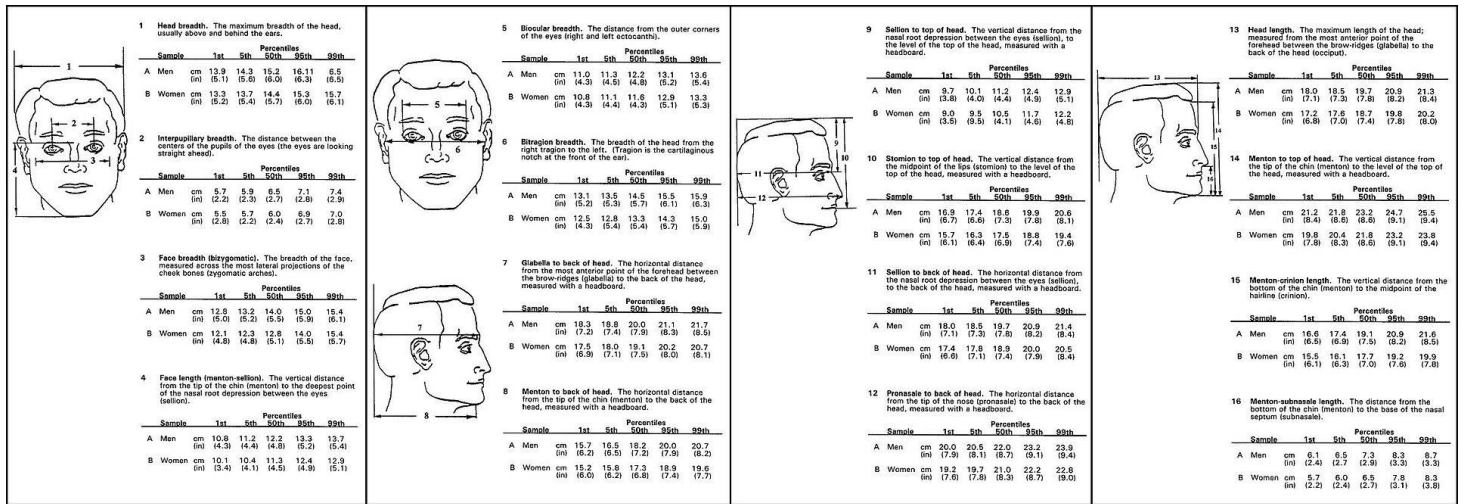 1 Head breadth. The maximum breadth of the head,
usually above and behind the ears.
Percentiles
Sample 1st 5th 50th 95th 99th
A Men cm 13.9 14.3 15.2 16.11 6.5
(in) (5.1) (5.6) (6.0) (6.3) (6.5)
B Women cm 13.3 13.7 14.4 15.3 15.7
(in) (5.2) (5.4) (5.7) (6.0) (6.1)
1
2
3
4
2 Interpupillary breadth. The distance between the
centers of the pupils of the eyes (the eyes are looking
straight ahead).
Percentiles
Sample 1st 5th 50th 95th 99th
A Men cm 5.7 5.9 6.5 7.1 7.4
(in) (2.2) (2.3) (2.7) (2.8) (2.9)
B Women cm 5.5 5.7 6.0 6.9 7.0
(in) (2.8) (2.2) (2.4) (2.7) (2.8)
3 Face breadth (bizygomatic). The breadth of the face,
measured across the most lateral projections of the
cheek bones (zygomatic arches).
Percentiles
Sample 1st 5th 50th 95th 99th
A Men cm 12.8 13.2 14.0 15.0 15.4
(in) (5.0) (5.2) (5.5) (5.9) (6.1)
B Women cm 12.1 12.3 12.8 14.0 15.4
(in) (4.8) (4.8) (5.1) (5.5) (5.7)
4 Face length (menton-sellion). The vertical distance
from the tip of the chin (menton) to the deepest point
of the nasal root depression between the eyes
(sellion).
Percentiles
Sample 1st 5th 50th 95th 99th
A Men cm 10.8 11.2 12.2 13.3 13.7
(in) (4.3) (4.4) (4.8) (5.2) (5.4)
B Women cm 10.1 10.4 11.3 12.4 12.9
(in) (3.4) (4.1) (4.5) (4.9) (5.1)
5 Biocular breadth. The distance from the outer corners
of the eyes (right and left ectocanthi).
Percentiles
Sample 1st 5th 50th 95th 99th
A Men cm 11.0 11.3 12.2 13.1 13.6
(in) (4.3) (4.5) (4.8) (5.2) (5.4)
B Women cm 10.8 11.1 11.6 12.9 13.3
(in) (4.3) (4.4) (4.3) (5.1) (5.3)
5
6
6 Bitragion breadth. The breadth of the head from the
right tragion to the left. (Tragion is the cartilaginous
notch at the front of the ear).
Percentiles
Sample 1st 5th 50th 95th 99th
A Men cm 13.1 13.5 14.5 15.5 15.9
(in) (5.2) (5.3) (5.7) (6.1) (6.3)
B Women cm 12.5 12.8 13.3 14.3 15.0
(in) (4.3) (5.4) (5.4) (5.7) (5.9)
7 Glabella to back of head. The horizontal distance
from the most anterior point of the forehead between
the brow-ridges (glabella) to the back of the head,
measured with a headboard.
Percentiles
Sample 1st 5th 50th 95th 99th
A Men cm 18.3 18.8 20.0 21.1 21.7
(in) (7.2) (7.4) (7.9) (8.3) (8.5)
B Women cm 17.5 18.0 19.1 20.2 20.7
(in) (6.9) (7.1) (7.5) (8.0) (8.1)
7
8
8 Menton to back of head. The horizontal distance
from the tip of the chin (menton) to the back of the
head, measured with a headboard.
Percentiles
Sample 1st 5th 50th 95th 99th
A Men cm 15.7 16.5 18.2 20.0 20.7
(in) (6.2) (6.5) (7.2) (7.9) (8.2)
B Women cm 15.2 15.8 17.3 18.9 19.6
(in) (6.0) (6.2) (6.8) (7.4) (7.7)
9 Sellion to top of head. The vertical distance from the
nasal root depression between the eyes (sellion), to
the level of the top of the head, measured with a
headboard.
Percentiles
Sample 1st 5th 50th 95th 99th
A Men cm 9.7 10.1 11.2 12.4 12.9
(in) (3.8) (4.0) (4.4) (4.9) (5.1)
B Women cm 9.0 9.5 10.5 11.7 12.2
(in) (3.5) (9.5) (4.1) (4.6) (4.8)
9
10
11
12
10 Stomion to top of head. The vertical distance from
the midpoint of the lips (stomion) to the level of the
top of the head, measured with a headboard.
Percentiles
Sample 1st 5th 50th 95th 99th
A Men cm 16.9 17.4 18.6 19.9 20.6
(in) (6.7) (6.6) (7.3) (7.8) (8.1)
B Women cm 15.7 16.3 17.5 18.8 19.4
(in) (6.1) (6.4) (6.9) (7.4) (7.6)
11 Sellion to back of head. The horizontal distance from
the nasal root depression between the eyes (sellion),
to the back of the head, measured with a headboard.
Percentiles
Sample 1st 5th 50th 95th 99th
A Men cm 18.0 18.5 19.7 20.9 21.4
(in) (7.1) (7.3) (7.8) (8.2) (8.4)
B Women cm 17.4 17.8 18.9 20.0 20.5
(in) (6.6) (7.1) (7.4) (7.9) (8.4)
12 Pronasale to back of head. The horizontal distance
from the tip of the nose (pronasale) to the back of the
head, measured with a headboard.
Percentiles
Sample 1st 5th 50th 95th 99th
A Men cm 20.0 20.5 22.0 23.2 23.9
(in) (7.9) (8.1) (8.7) (9.1) (9.4)
B Women cm 19.2 19.7 21.0 22.2 22.8
(in) (7.6) (7.8) (8.3) (8.7) (9.0)
13 Head length. The maximum length of the head;
measured from the most anterior point of the
forehead between the brow-ridges (glabella) to the
back of the head (occiput).
Percentiles
Sample 1st 5th 50th 95th 99th
A Men cm 18.0 18.5 19.7 20.9 21.3
(in) (7.1) (7.3) (7.8) (8.2) (8.4)
B Women cm 17.2 17.6 18.7 19.8 20.2
(in) (6.8) (7.0) (7.4) (7.8) (8.0)
13
14
15
16
14 Menton to top of head. The vertical distance from
the tip of the chin (menton) to the level of the top of
the head, measured with a headboard.
Percentiles
Sample 1st 5th 50th 95th 99th
A Men cm 21.2 21.8 23.2 24.7 25.5
(in) (8.4) (8.6) (8.6) (9.1) (9.4)
B Women cm 19.8 20.4 21.8 23.2 23.8
(in) (7.8) (8.3) (8.6) (9.1) (9.4)
15 Menton-crinion length. The vertical distance from the
bottom of the chin (menton) to the midpoint of the
hairline (crinion).
Percentiles
Sample 1st 5th 50th 95th 99th
A Men cm 16.6 17.4 19.1 20.9 21.6
(in) (6.5) (6.9) (7.5) (8.2) (8.5)
B Women cm 15.5 16.1 17.7 19.2 19.9
(in) (6.1) (6.3) (7.0) (7.6) (7.8)
16 Menton-subnasale length. The distance from the
bottom of the chin (menton) to the base of the nasal
septum (subnasale).
Percentiles
Sample 1st 5th 50th 95th 99th
A Men cm 6.1 6.5 7.3 8.3 8.7
(in) (2.4) (2.7 (2.9) (3.3) (3.3)
B Women cm 5.7 6.0 6.5 7.8 8.3
(in) (2.2) (2.4) (2.7) (3.1) (3.8)